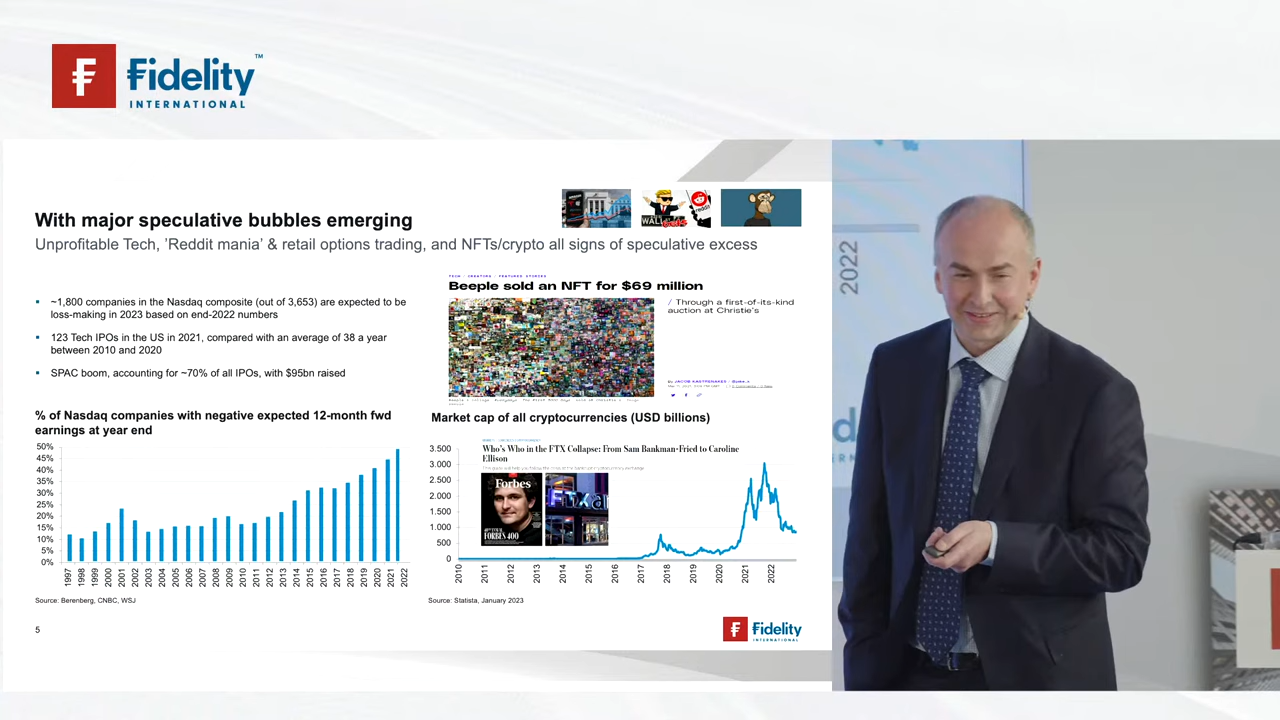 Fidelity™
INTERNATIONAL
With major speculative bubbles emerging
Unprofitable Tech, 'Reddit mania' & retail options trading, and NFTs/crypto all signs of speculative excess
WALL
reddit
TECH / CREATORS / FEATURED STORIES
Beeple sold an NFT for $69 million
/ Through a first-of-its-kind
auction at Christie's
▪ ~1,800 companies in the Nasdaq composite (out of 3,653) are expected to be
loss-making in 2023 based on end-2022 numbers
▪ 123 Tech IPOs in the US in 2021, compared with an average of 38 a year
between 2010 and 2020
▪ SPAC boom, accounting for ~70% of all IPOs, with $95bn raised
% of Nasdaq companies with negative expected 12-month fwd
earnings at year end
50%
45%
40%
35%
30%
25%
20%
15%
10%
5%
0%
1997 1998 1999 2000 2001 2002 2003 2004 2005 2006 2007 2008 2009 2010 2011 2012 2013 2014 2015 2016 2017 2018 2019 2020 2021 2022
Source: Berenberg, CNBC, WSJ
Market cap of all cryptocurrencies (USD billions)
Who's Who in the FTX Collapse: From Sam Bankman-Fried to Caroline
Ellison
Forbes
FORBES 400
3.500
3.000
2.500
2.000
1.500
1.000
500
0
2010 2011 2012 2013 2014 2015 2016 2017 2018 2019 2020 2021 2022
Source: Statista, January 2023
5
Fidelity
INTERNATIONAL
2022